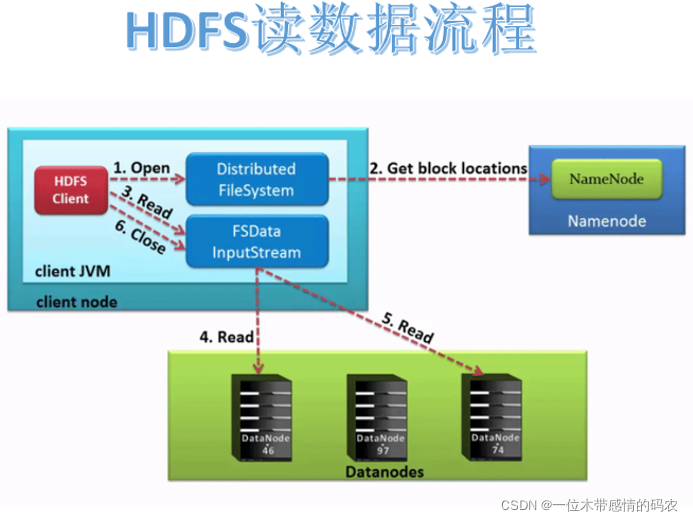 HDFS读数据流程
HDFS
Client
1. Open
3. Read
6. Close
Distributed
FileSystem
FSData
InputStream
2. Get block locations
NameNode
Namenode
client JVM
client node
4. Read
5. Read
DataNode
46
DataNode
97
DataNode
74
Datanodes
CSDN @一位木带感情的码农